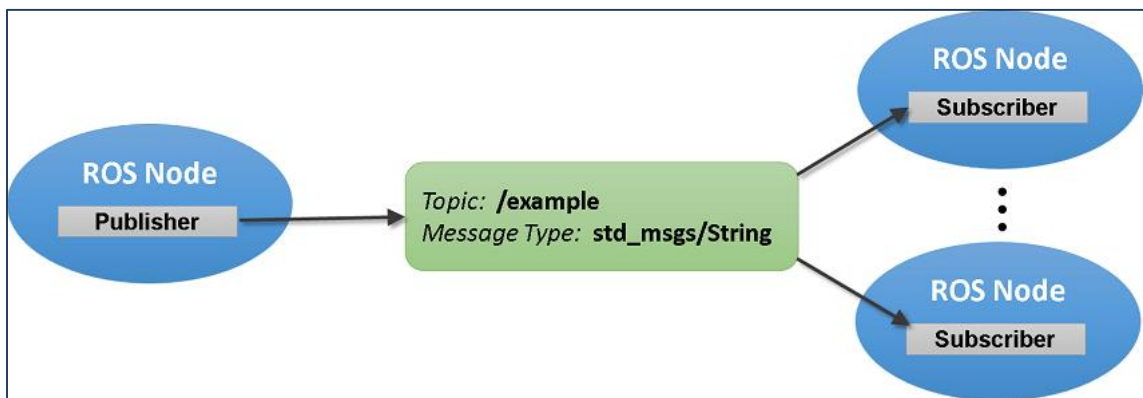 ROS Node
Publisher
Topic: /example
Message Type: std_msgs/String
ROS Node
Subscriber
ROS Node
Subscriber